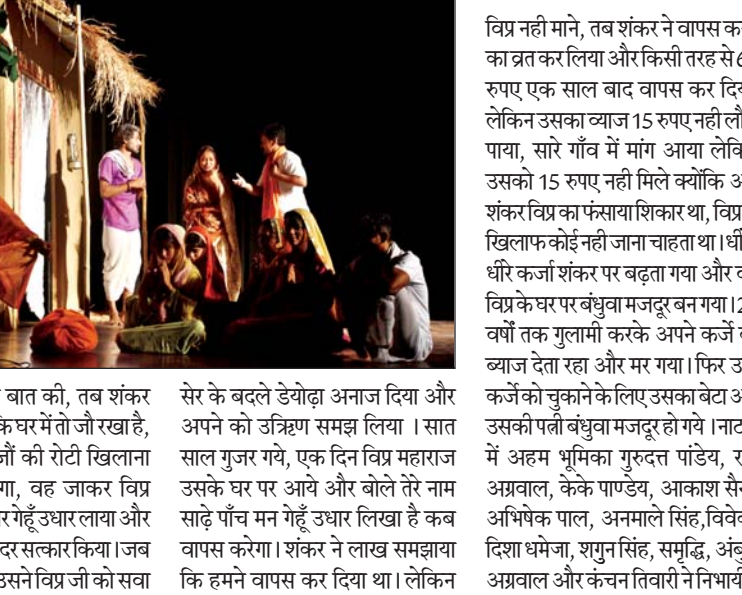 बात की, तब शंकर
घर में तो जौ रखा है,
की रोटी खिलाना
वह जाकर विप्र
गेहूँ उधार लाया और
सत्कार किया। जब
उसने विप्र जी को सवा
सेर के बदले डेयोढ़ा अनाज दिया और
अपने को उऋिण समझ लिया । सात
साल गुजर गये, एक दिन विप्र महाराज
उसके घर पर आये और बोले तेरे नाम
साढ़े पाँच मन गेहूँ उधार लिखा है कब
वापस करेगा। शंकर ने लाख समझाया
कि हमने वापस कर दिया था। लेकिन
विप्र नही माने, तब शंकर ने वापस
का व्रत कर लिया और किसी तरह से
रुपए एक साल बाद वापस कर
लेकिन उसका व्याज 15 रुपए नही
पाया, सारे गाँव में मांग आया
उसको 15 रुपए नही मिले क्योंकि
शंकर विप्र का फंसाया शिकार था, विप्र
खिलाफ कोई नही जाना चाहता था।
धीरे कर्जा शंकर पर बढ़ता गया और
विप्र के घर पर बंधुवा मजदूर बन गया।
वर्षों तक गुलामी करके अपने कर्जे
ब्याज देता रहा और मर गया। फिर
कर्जे को चुकाने के लिए उसका बेटा
उसकी पत्नी बंधुवा मजदूर हो गये ।
में अहम भूमिका गुरुदत्त पांडेय,
अग्रवाल, केके पाण्डेय, आकाश
अभिषेक पाल, अनमाले सिंह,
दिशा धमेजा, शगुन सिंह, समृद्धि,
अग्रवाल और कंचन तिवारी ने